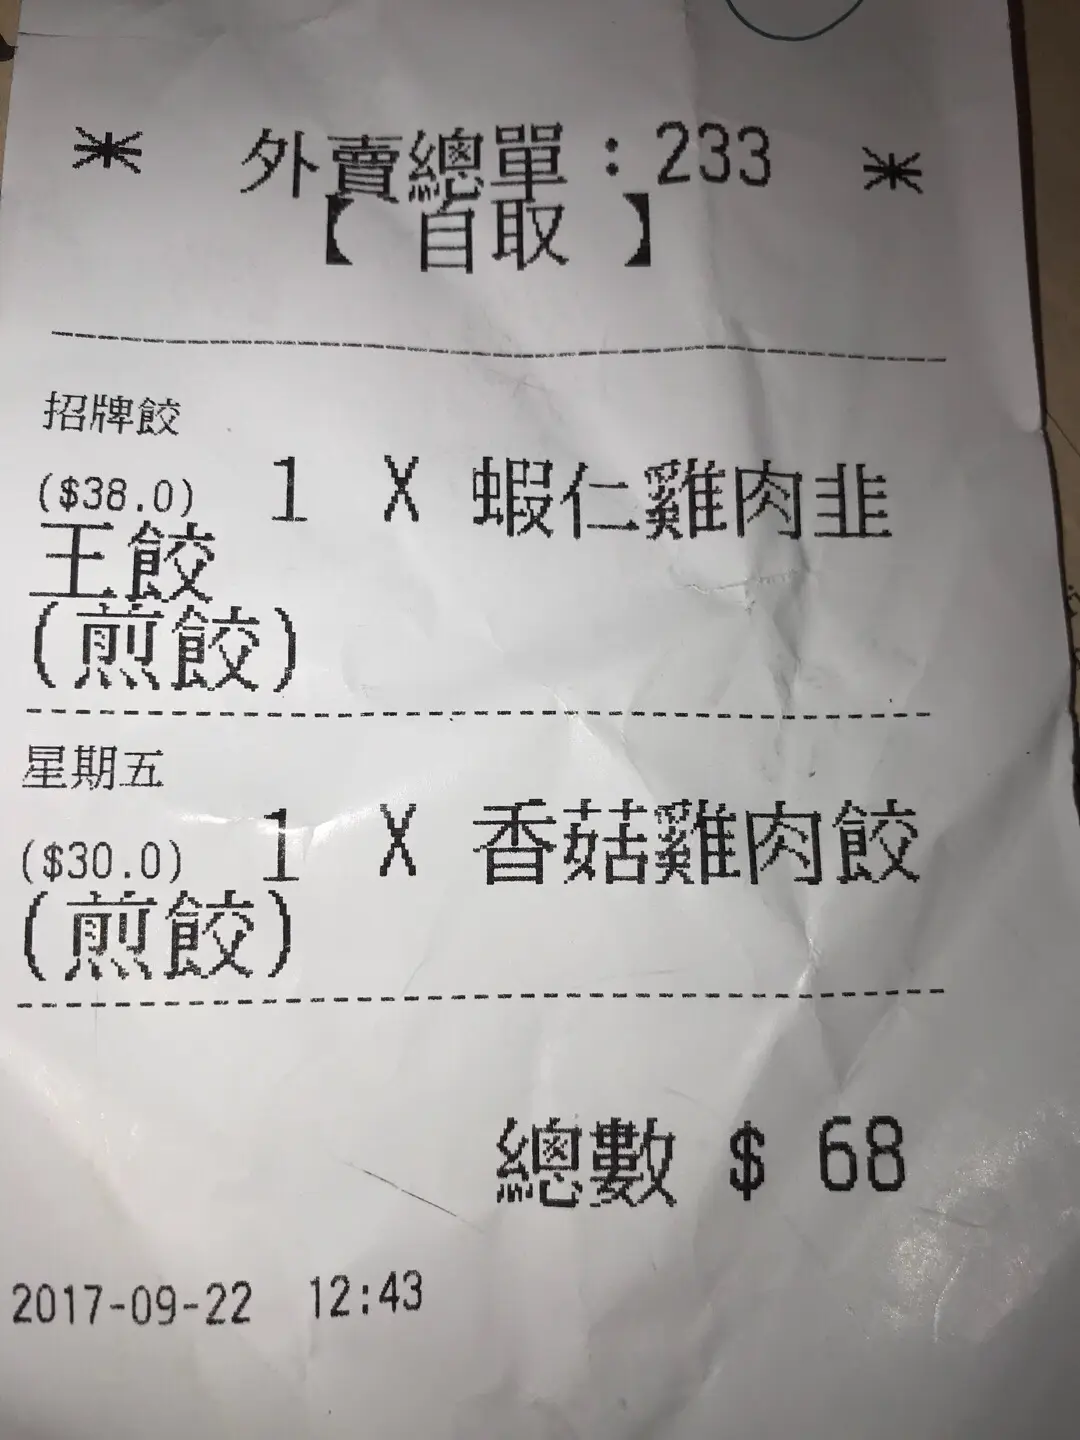 * 外賣總單:233 *
【 自取 】
招牌餃
($38.0) 1 X 蝦仁雞肉韭
王餃
(煎餃)
星期五
($30.0) 1 X 香菇雞肉餃
(煎餃)
總數 $ 68
2017-09-22 12:43